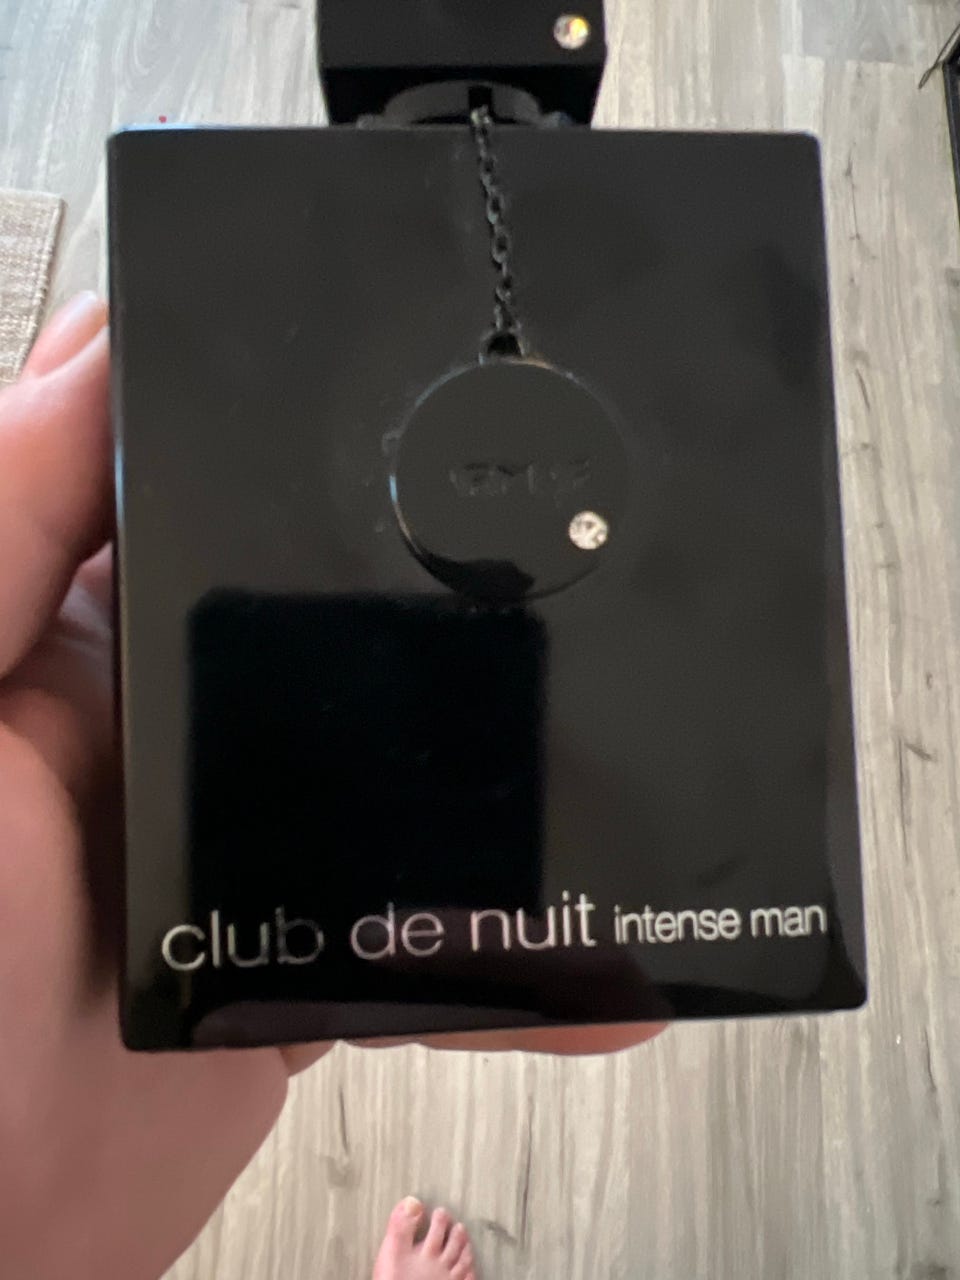 club de nuit intense man